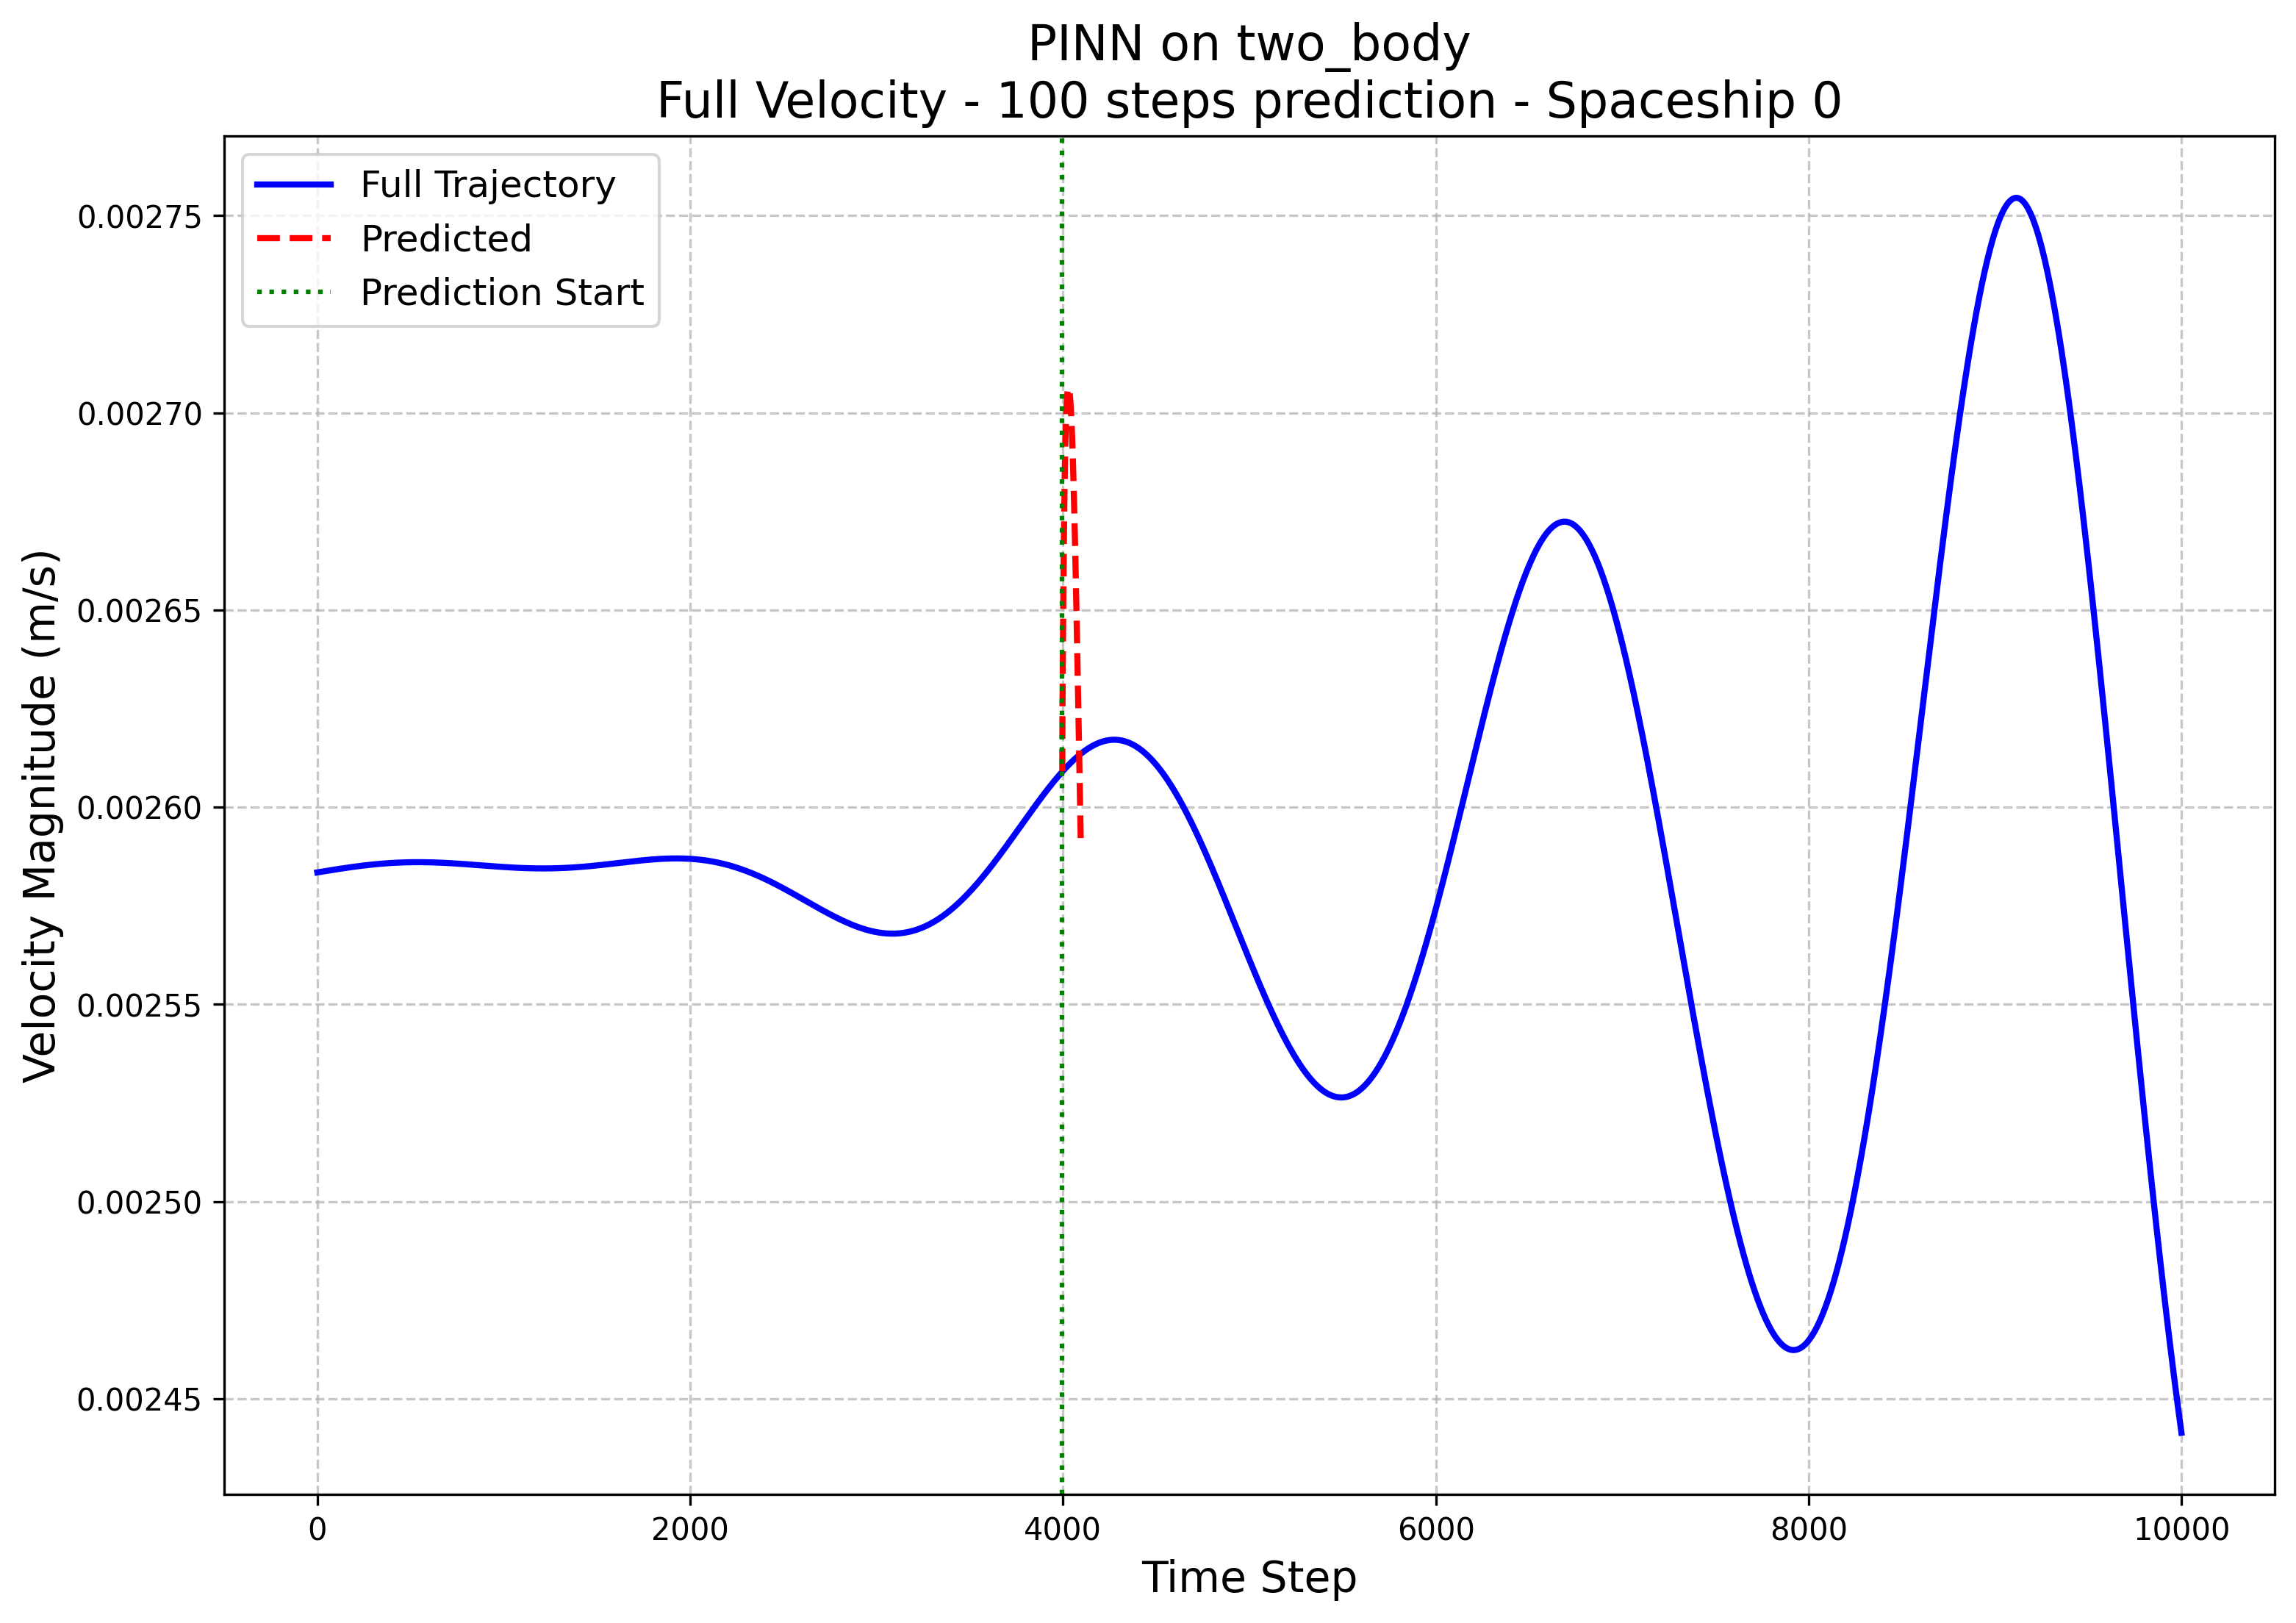 PINN on two_body
Full Velocity - 100 steps prediction - Spaceship 0
Full Trajectory
Predicted
Prediction Start
0.00275
0.00270
0.00265
0.00260
0.00255
0.00250
0.00245
Velocity Magnitude (m/s)
0 2000 4000 6000 8000 10000
Time Step